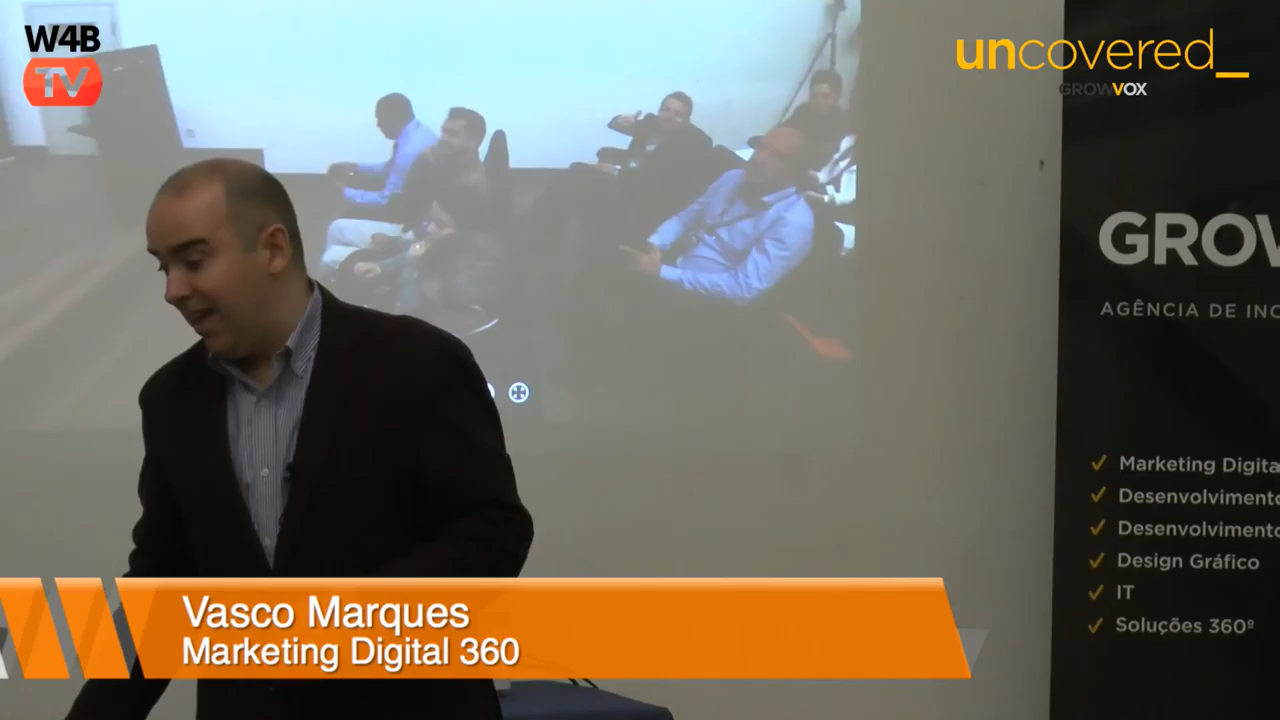 W4B
TV
uncovered_
GROWVOX
GROW
AGÊNCIA DE INO
Marketing Digital
Desenvolvimento
Desenvolvimento
Design Gráfico
IT
Soluções 360º
Vasco Marques
Marketing Digital 360